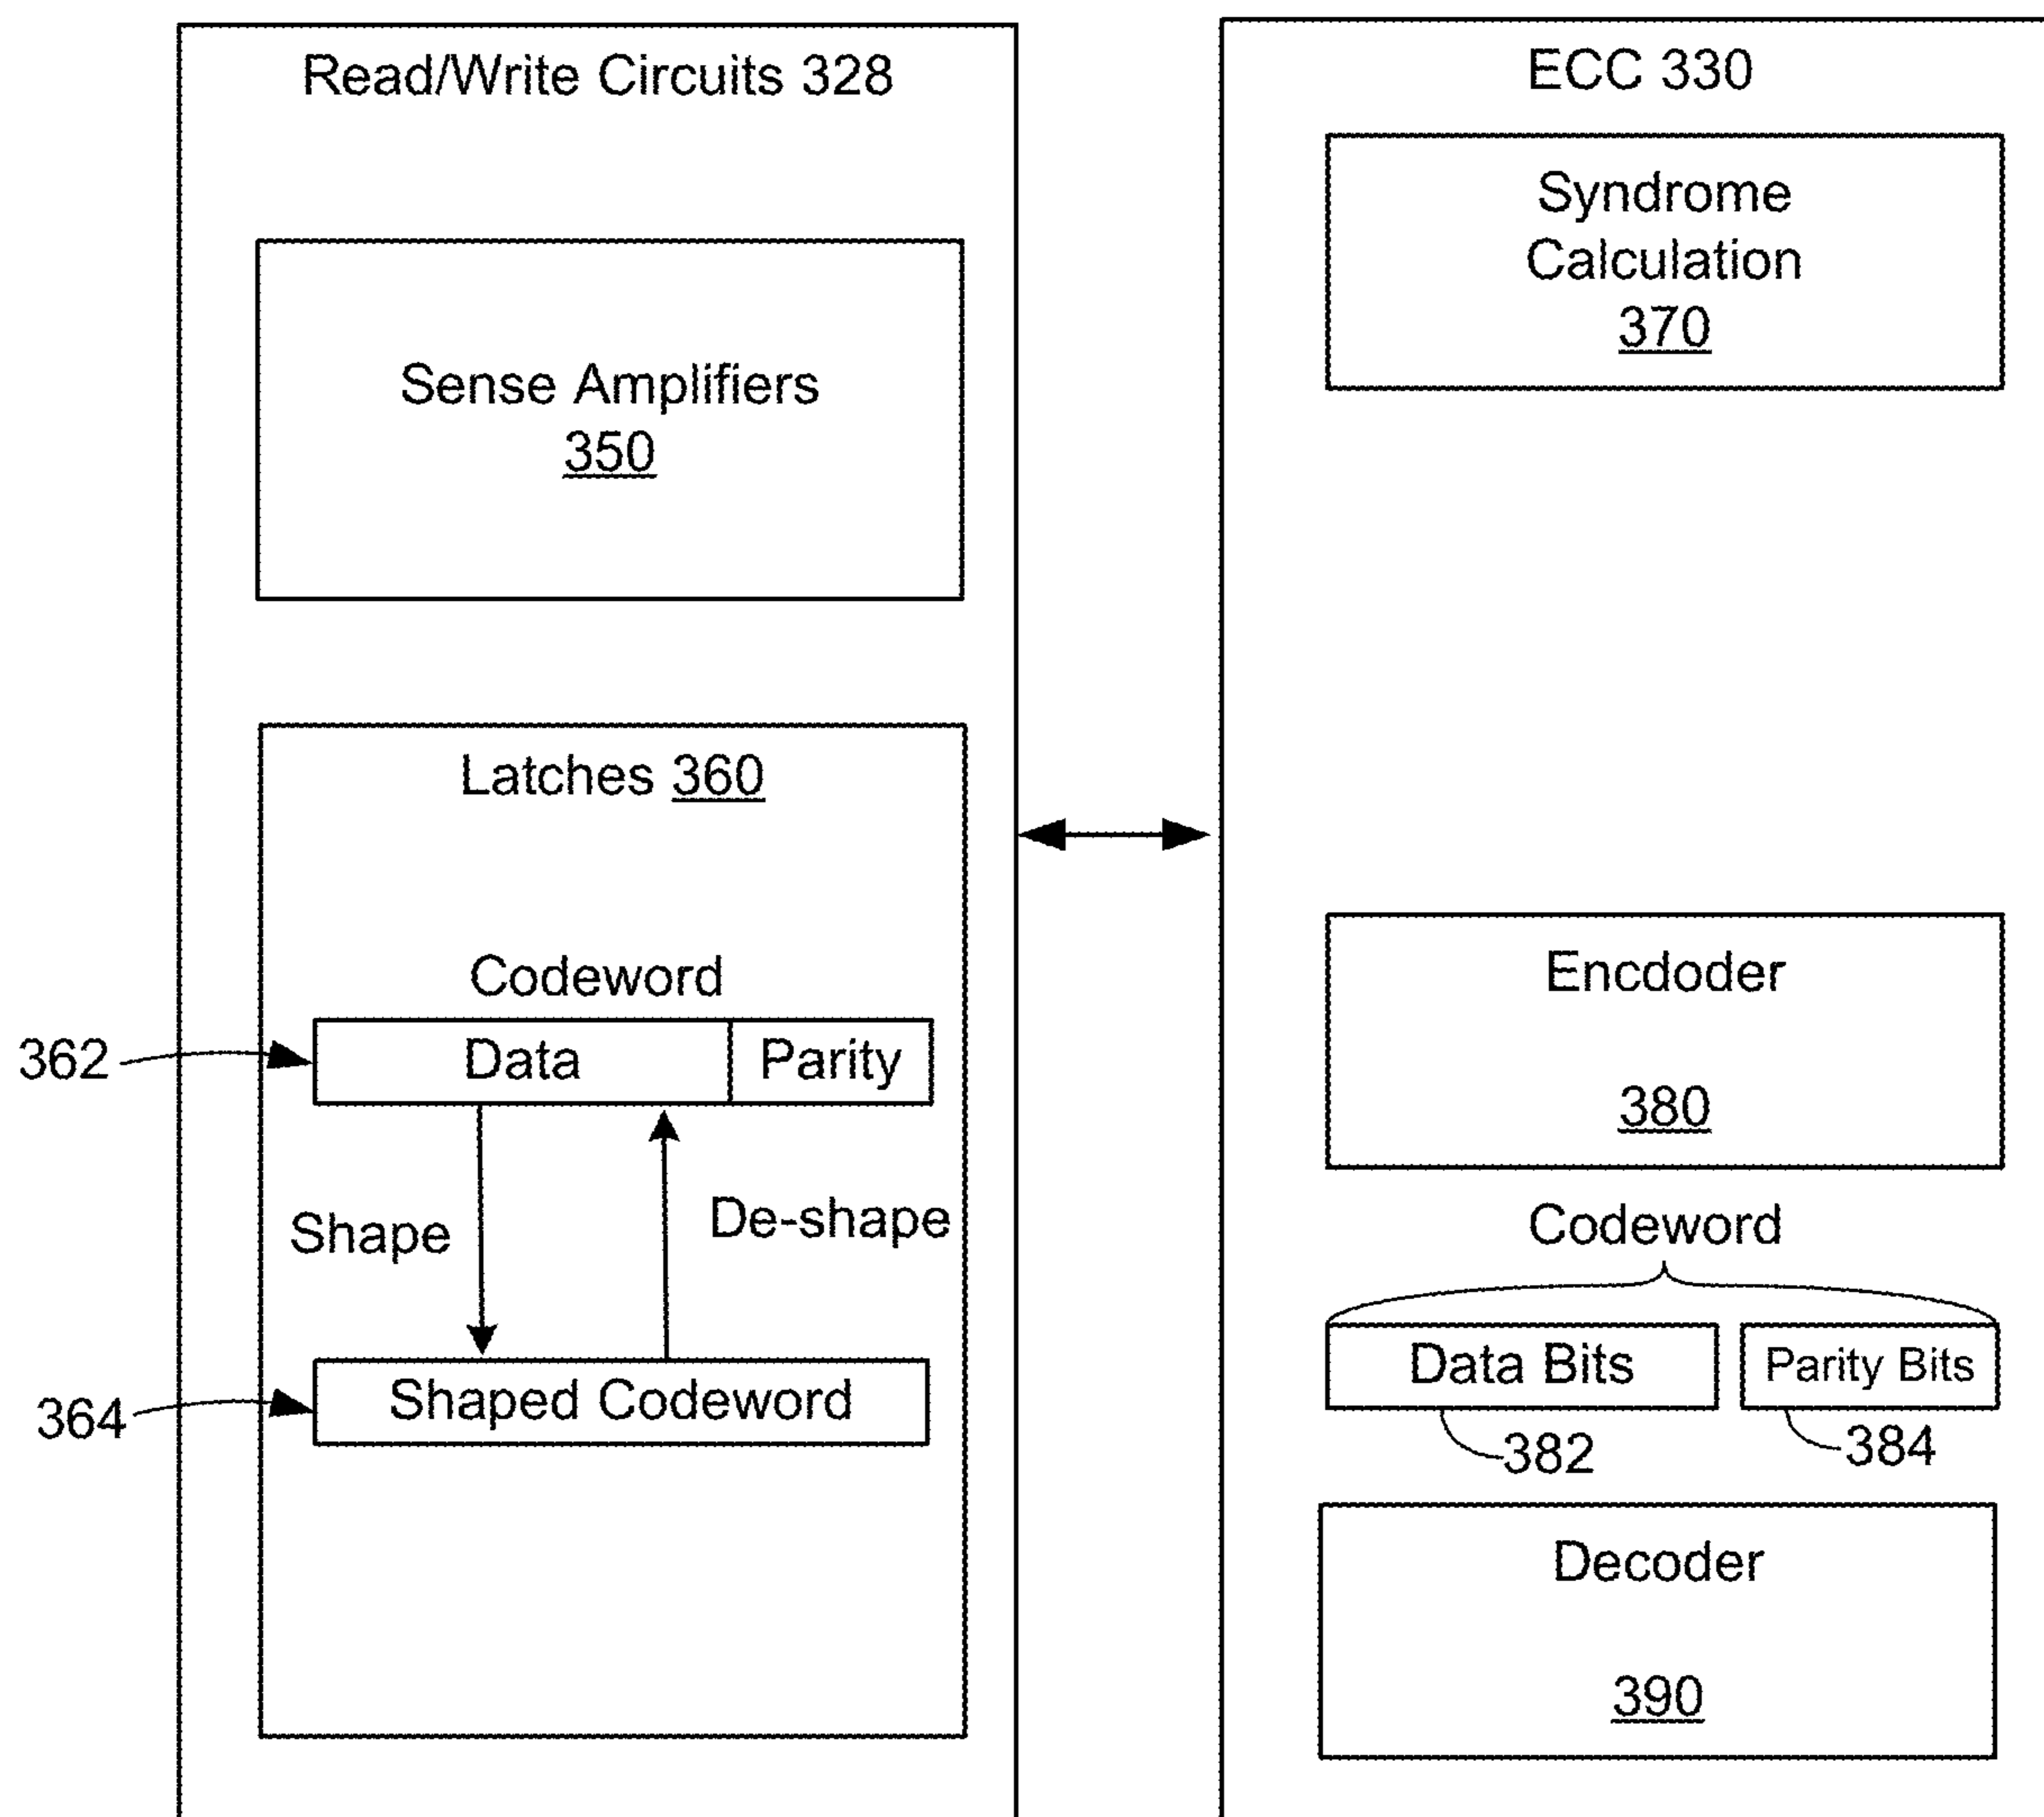 Read/Write Circuits 328
Sense Amplifiers
350
Latches 360
Codeword
362
Data
Parity
Shape
De-shape
364
Shaped Codeword
ECC 330
Syndrome
Calculation
370
Encdoder
380
Codeword
Data Bits
Parity Bits
382
384
Decoder
390